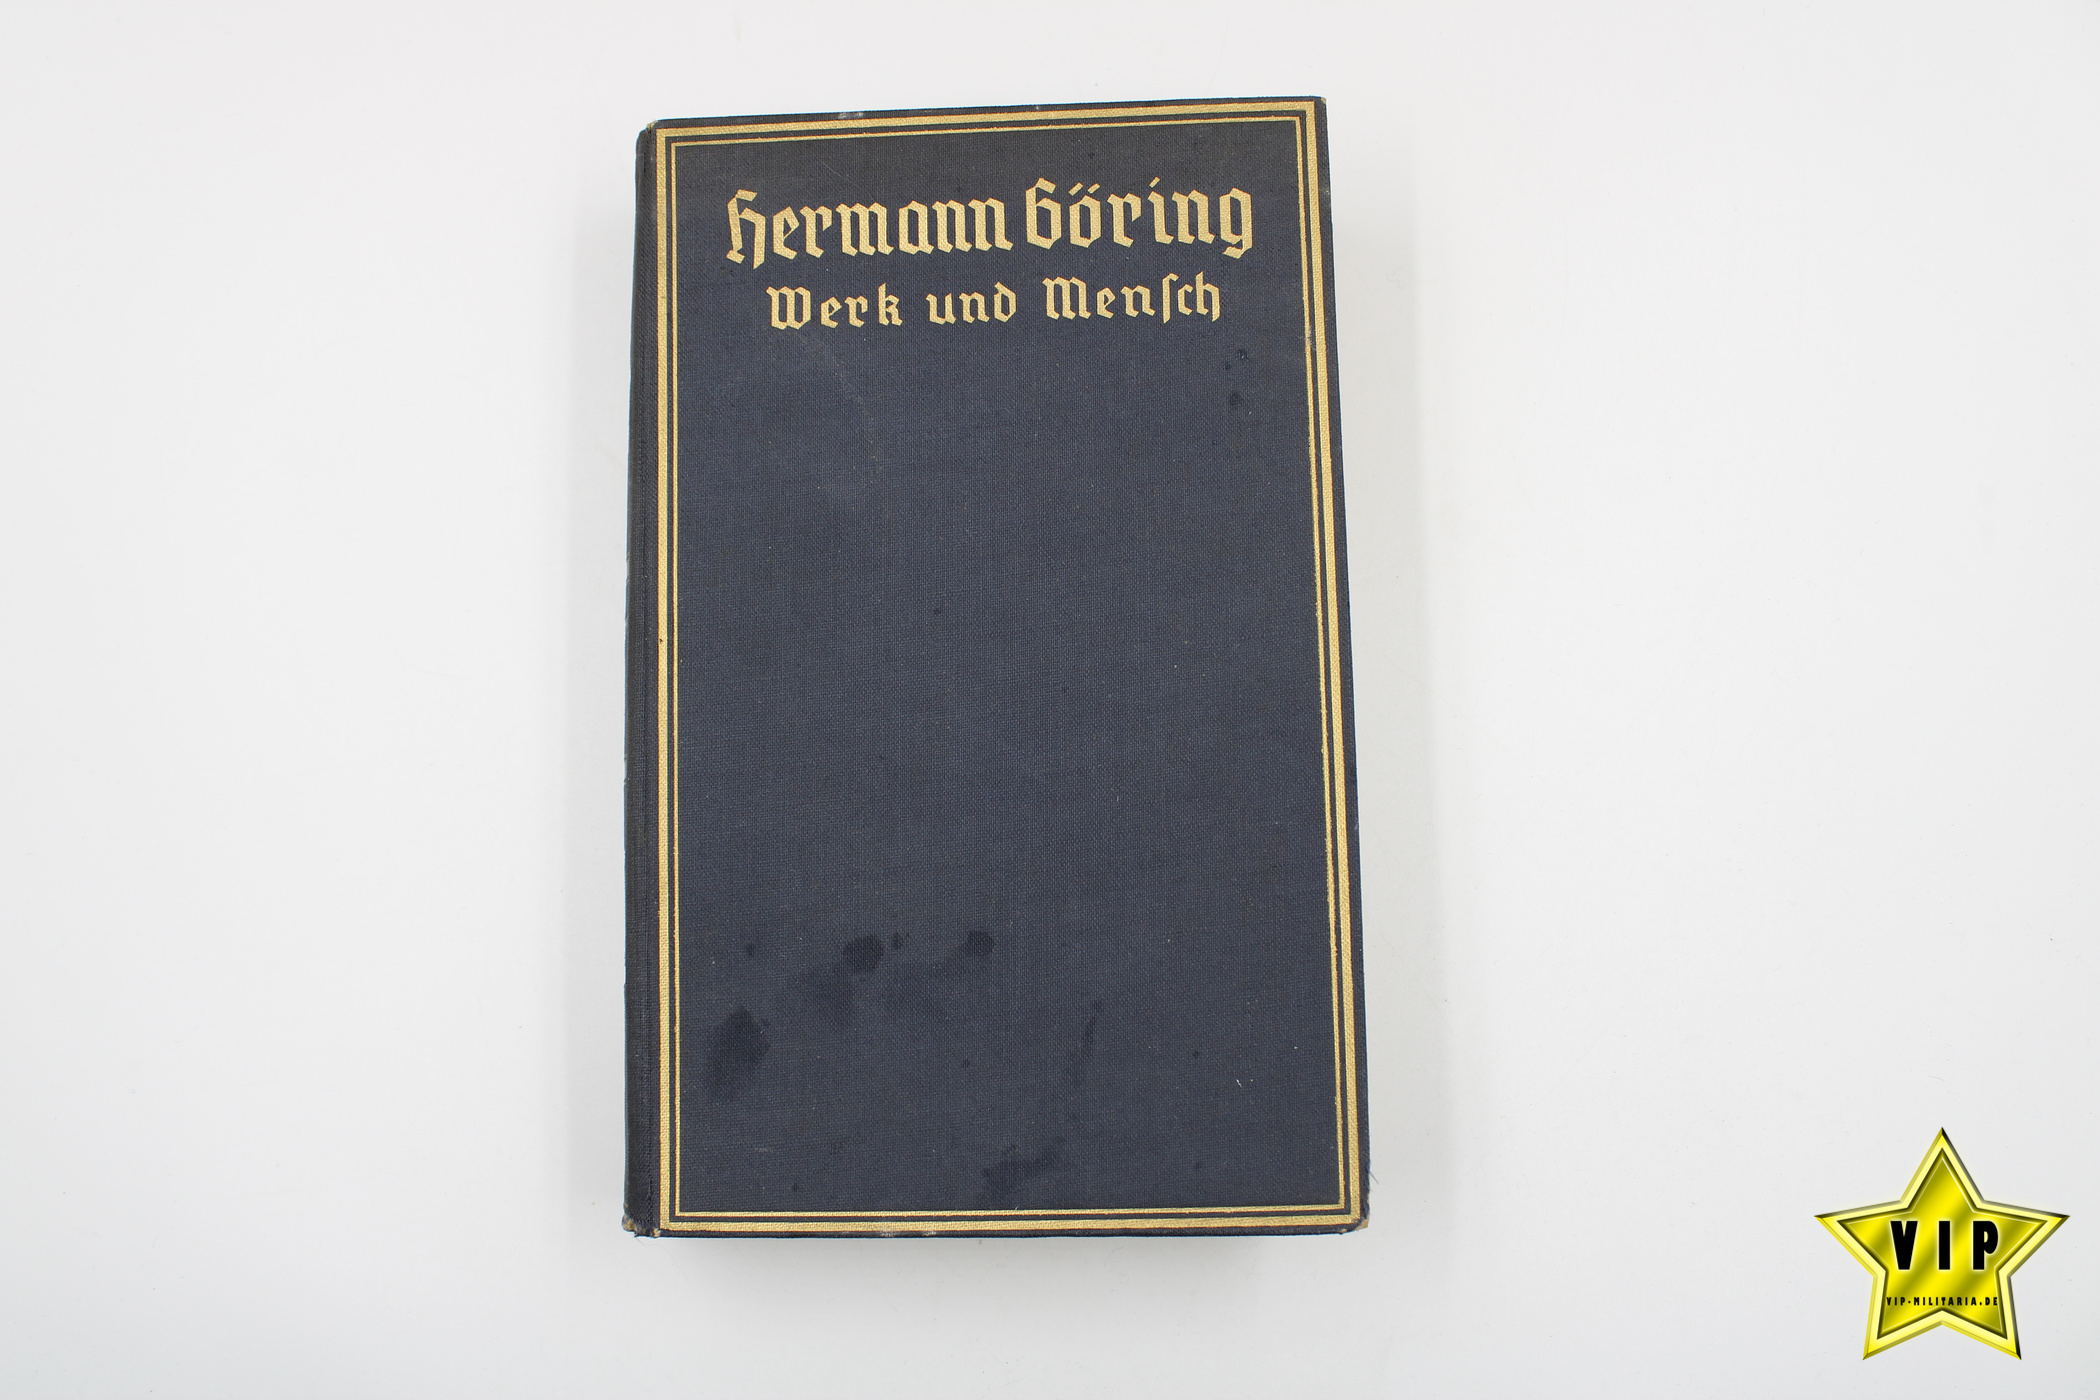 Hermann Göring
Werk und Menſch
VIP
VIP-MILITARIA.DE